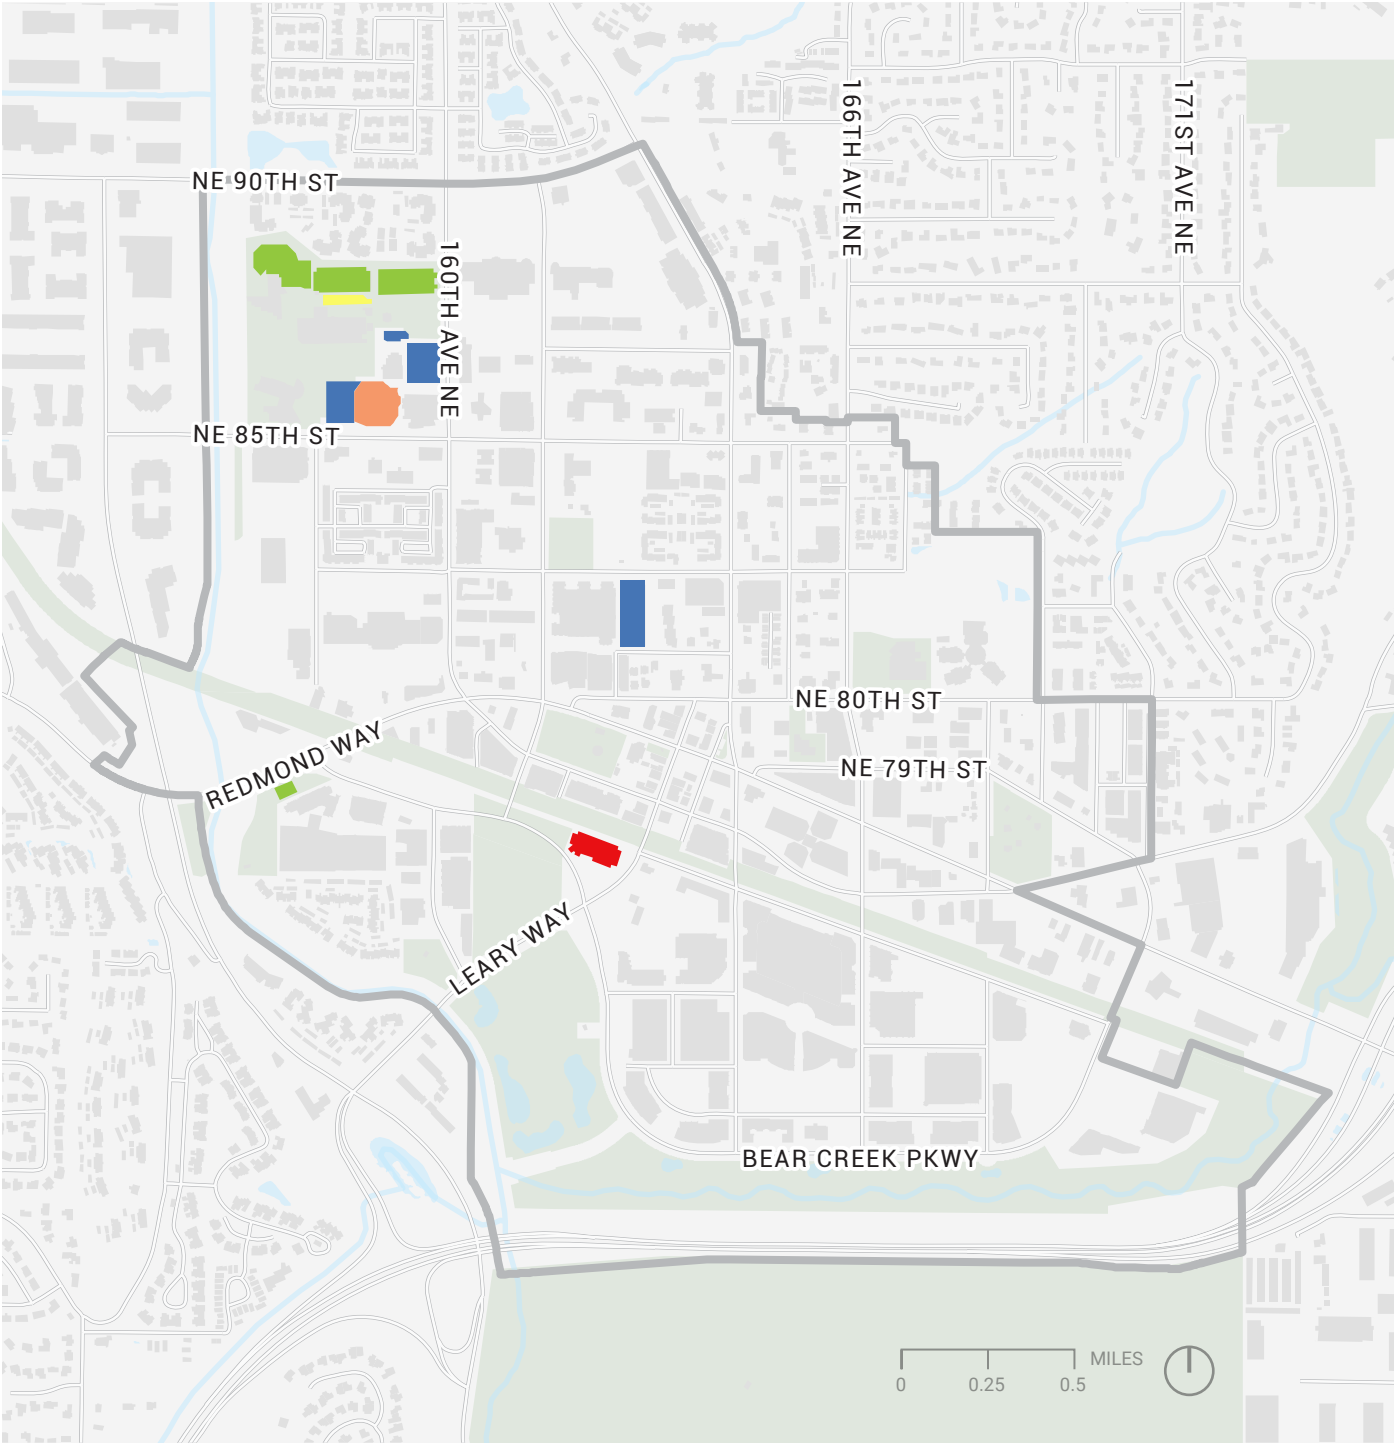 166TH AVE NE
171ST AVE NE
NE 90TH ST
160TH AVE NE
NE 85TH ST
NE 80TH ST
REDMOND WAY
NE 79TH ST
LEARY WAY
BEAR CREEK PKWY
MILES
0 0.25 0.5